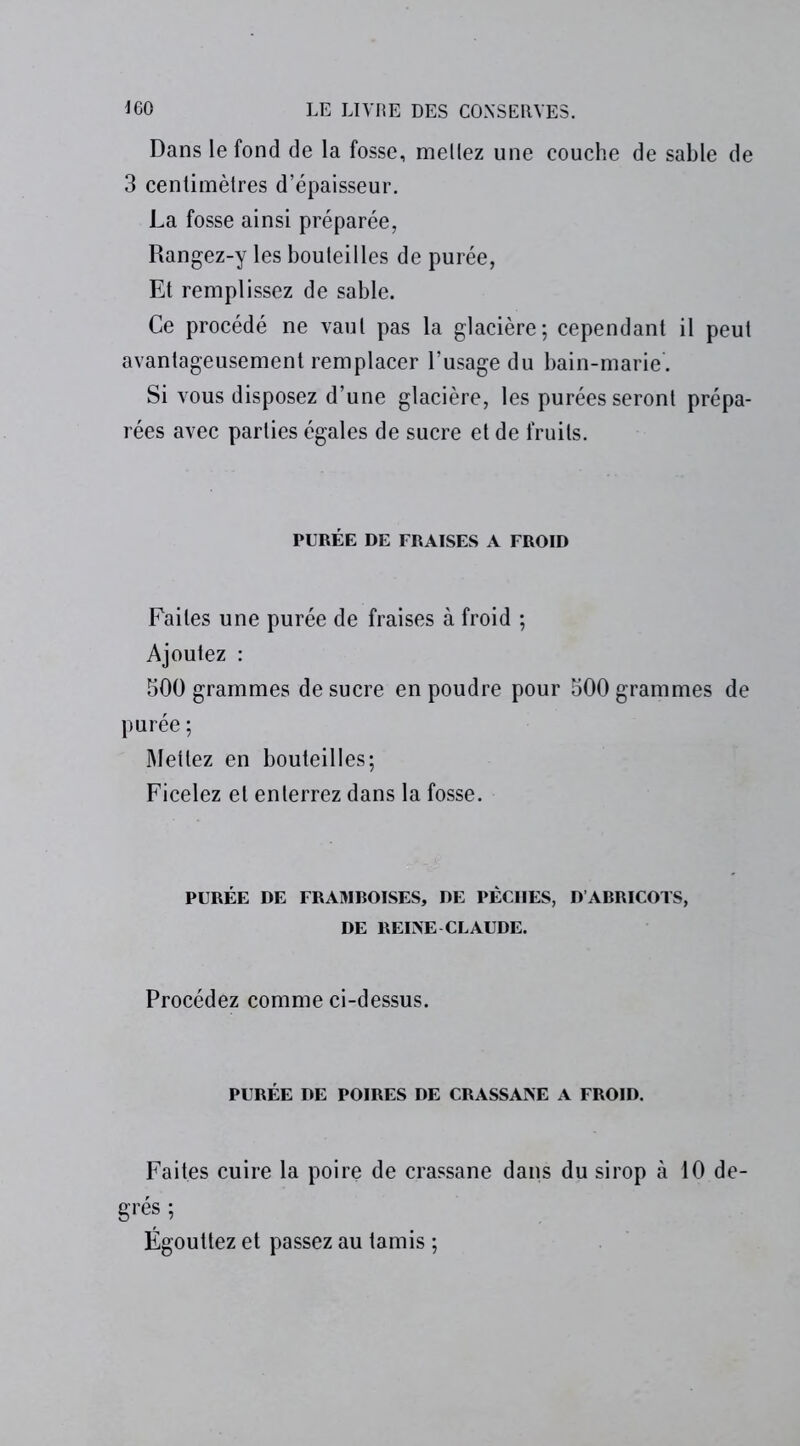 160 LE LIVRE DES CONSERVES.
Dans le fond de la fosse, mettez une couche de sable de
3 centimètres d'épaisseur.
La fosse ainsi préparée,
Rangez-y les bouteilles de purée,
Et remplissez de sable.
Ce procédé ne vaut pas la glacière; cependant il peut
avantageusement remplacer l'usage du bain-marie.
Si vous disposez d'une glacière, les purées seront prépa-
rées avec parties égales de sucre et de fruits.
PURÉE DE FRAISES A FROID
Faites une purée de fraises à froid ;
Ajoutez :
500 grammes de sucre en poudre pour 500 grammes de
purée ;
Mettez en bouteilles;
Ficelez et enterrez dans la fosse.
PURÉE DE FRAMBOISES, DE PÈCHES, D'ABRICOTS,
DE REINE-CLAUDE.
Procédez comme ci-dessus.
PURÉE DE POIRES DE CRASSANE A FROID.
Faites cuire la poire de crassane dans du sirop à 10 de-
grés ;
Égouttez et passez au tamis ;